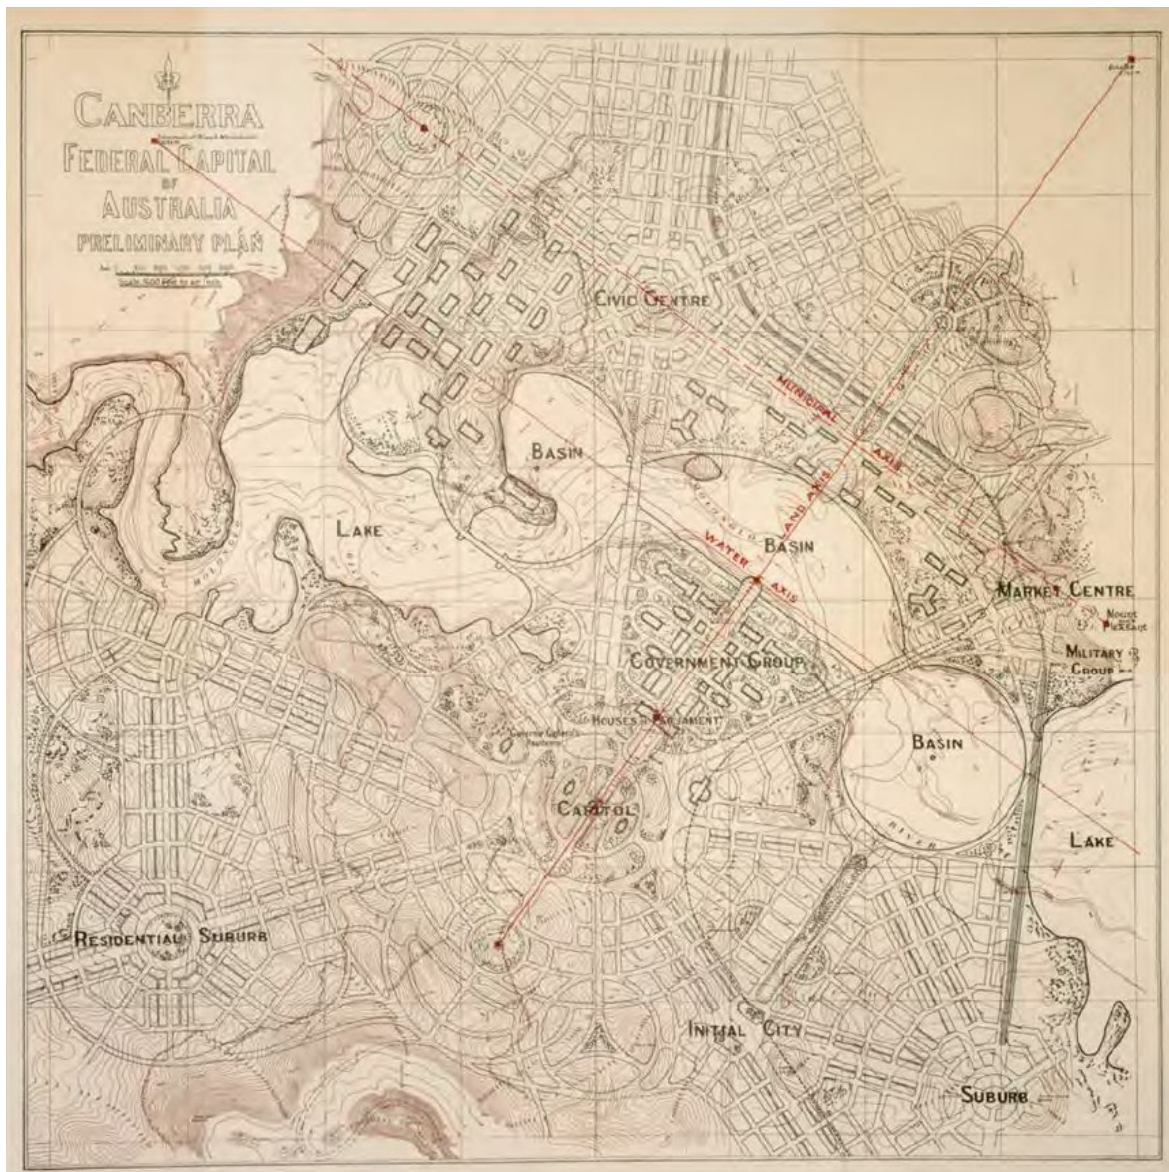 CANBERRA
FEDERAL CAPITAL
OF
AUSTRALIA
PRELIMINARY PLAN
CIVIC CENTRE
MUNICIPAL AXIS
LAND AXIS
WATER AXIS
BASIN
LAKE
BASIN
MOLONGLO
MOLONGLO
MARKET CENTRE
Mount
Pleasant
MILITARY
GROUP
GOVERNMENT GROUP
HOUSES OF PARLIAMENT
BASIN
CAPITOL
RIVER
LAKE
RESIDENTIAL SUBURB
INITIAL CITY
SUBURB